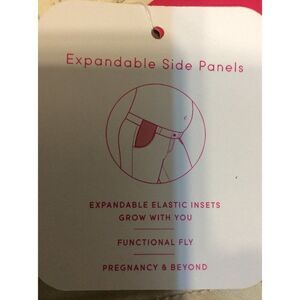 Expandable Side Panels
EXPANDABLE ELASTIC INSETS
GROW WITH YOU
FUNCTIONAL FLY
PREGNANCY & BEYOND